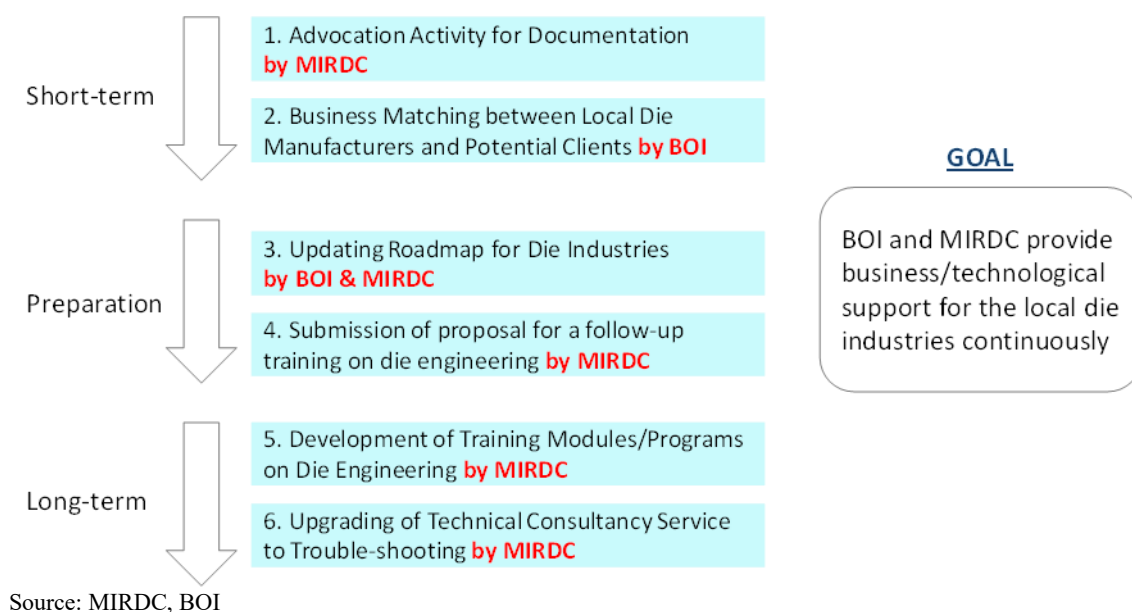 Short-term
1. Advocation Activity for Documentation
by MIRDC
2. Business Matching between Local Die
Manufacturers and Potential Clients by BOI
Preparation
3. Updating Roadmap for Die Industries
by BOI & MIRDC
4. Submission of proposal for a follow-up
training on die engineering by MIRDC
Long-term
5. Development of Training Modules/Programs
on Die Engineering by MIRDC
6. Upgrading of Technical Consultancy Service
to Trouble-shooting by MIRDC
GOAL
BOI and MIRDC provide
business/technological
support for the local die
industries continuously
Source: MIRDC, BOI